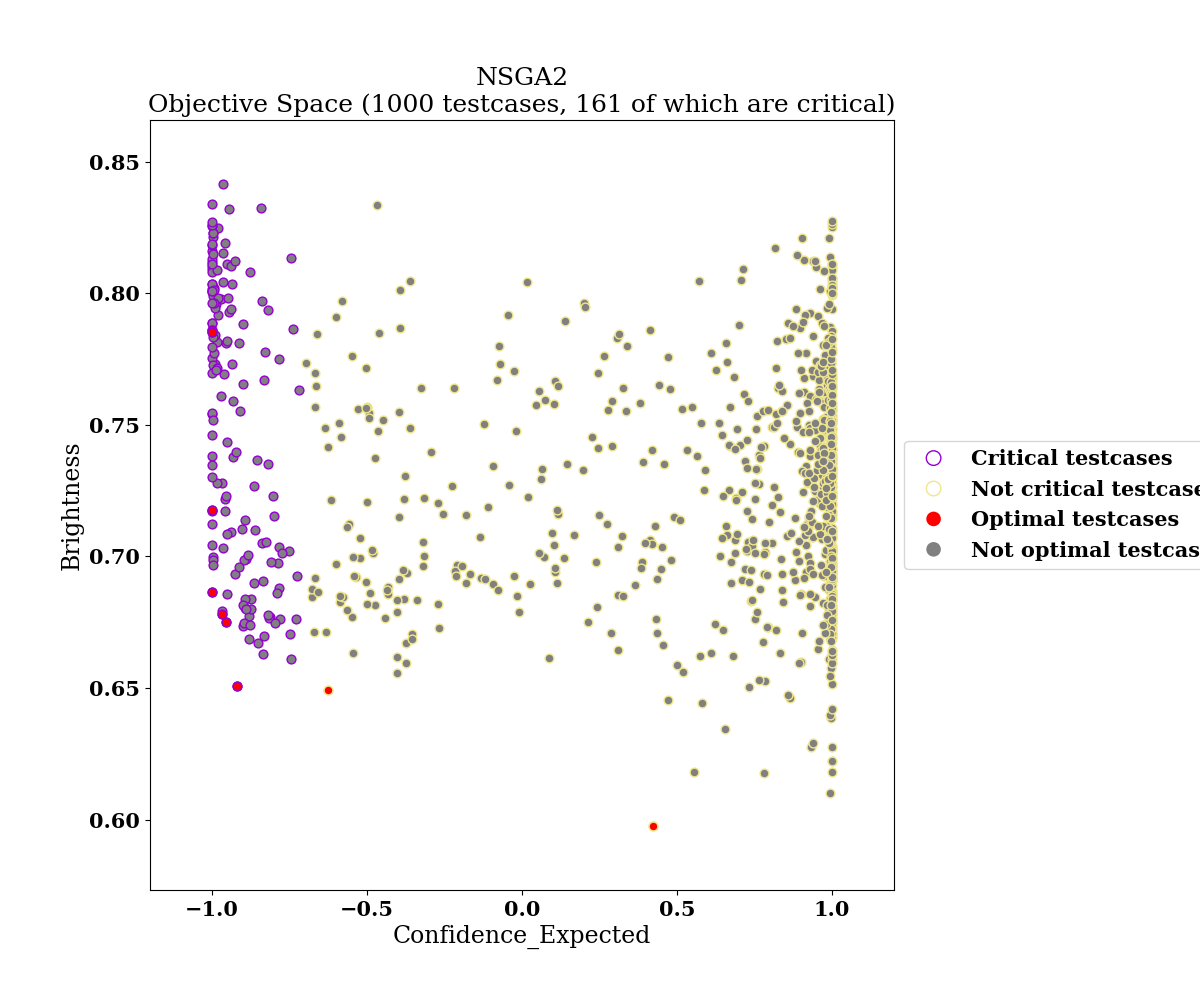 NSGA2
Objective Space (1000 testcases, 161 of which are critical)
0.85
0.80
0.75
0.70
0.65
0.60
Brightness
−1.0
−0.5
0.0
0.5
1.0
Confidence_Expected
Critical testcases
Not critical testcase
Optimal testcases
Not optimal testcas